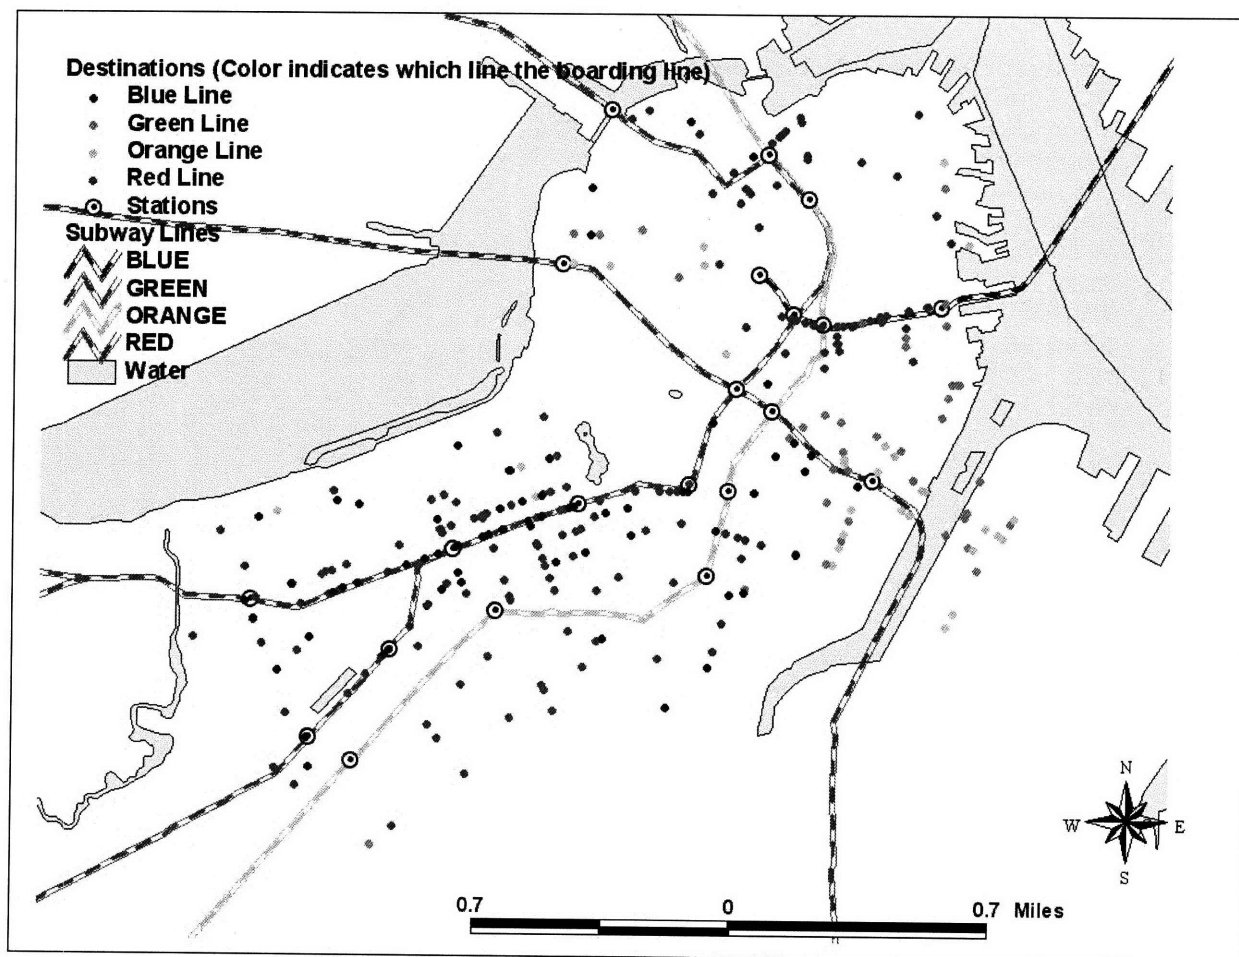 Destinations (Color indicates which line the boarding line)
Blue Line
Green Line
Orange Line
Red Line
Stations
Subway Lines
BLUE
GREEN
ORANGE
RED
Water
N
W E
S
0.7 0 0.7 Miles